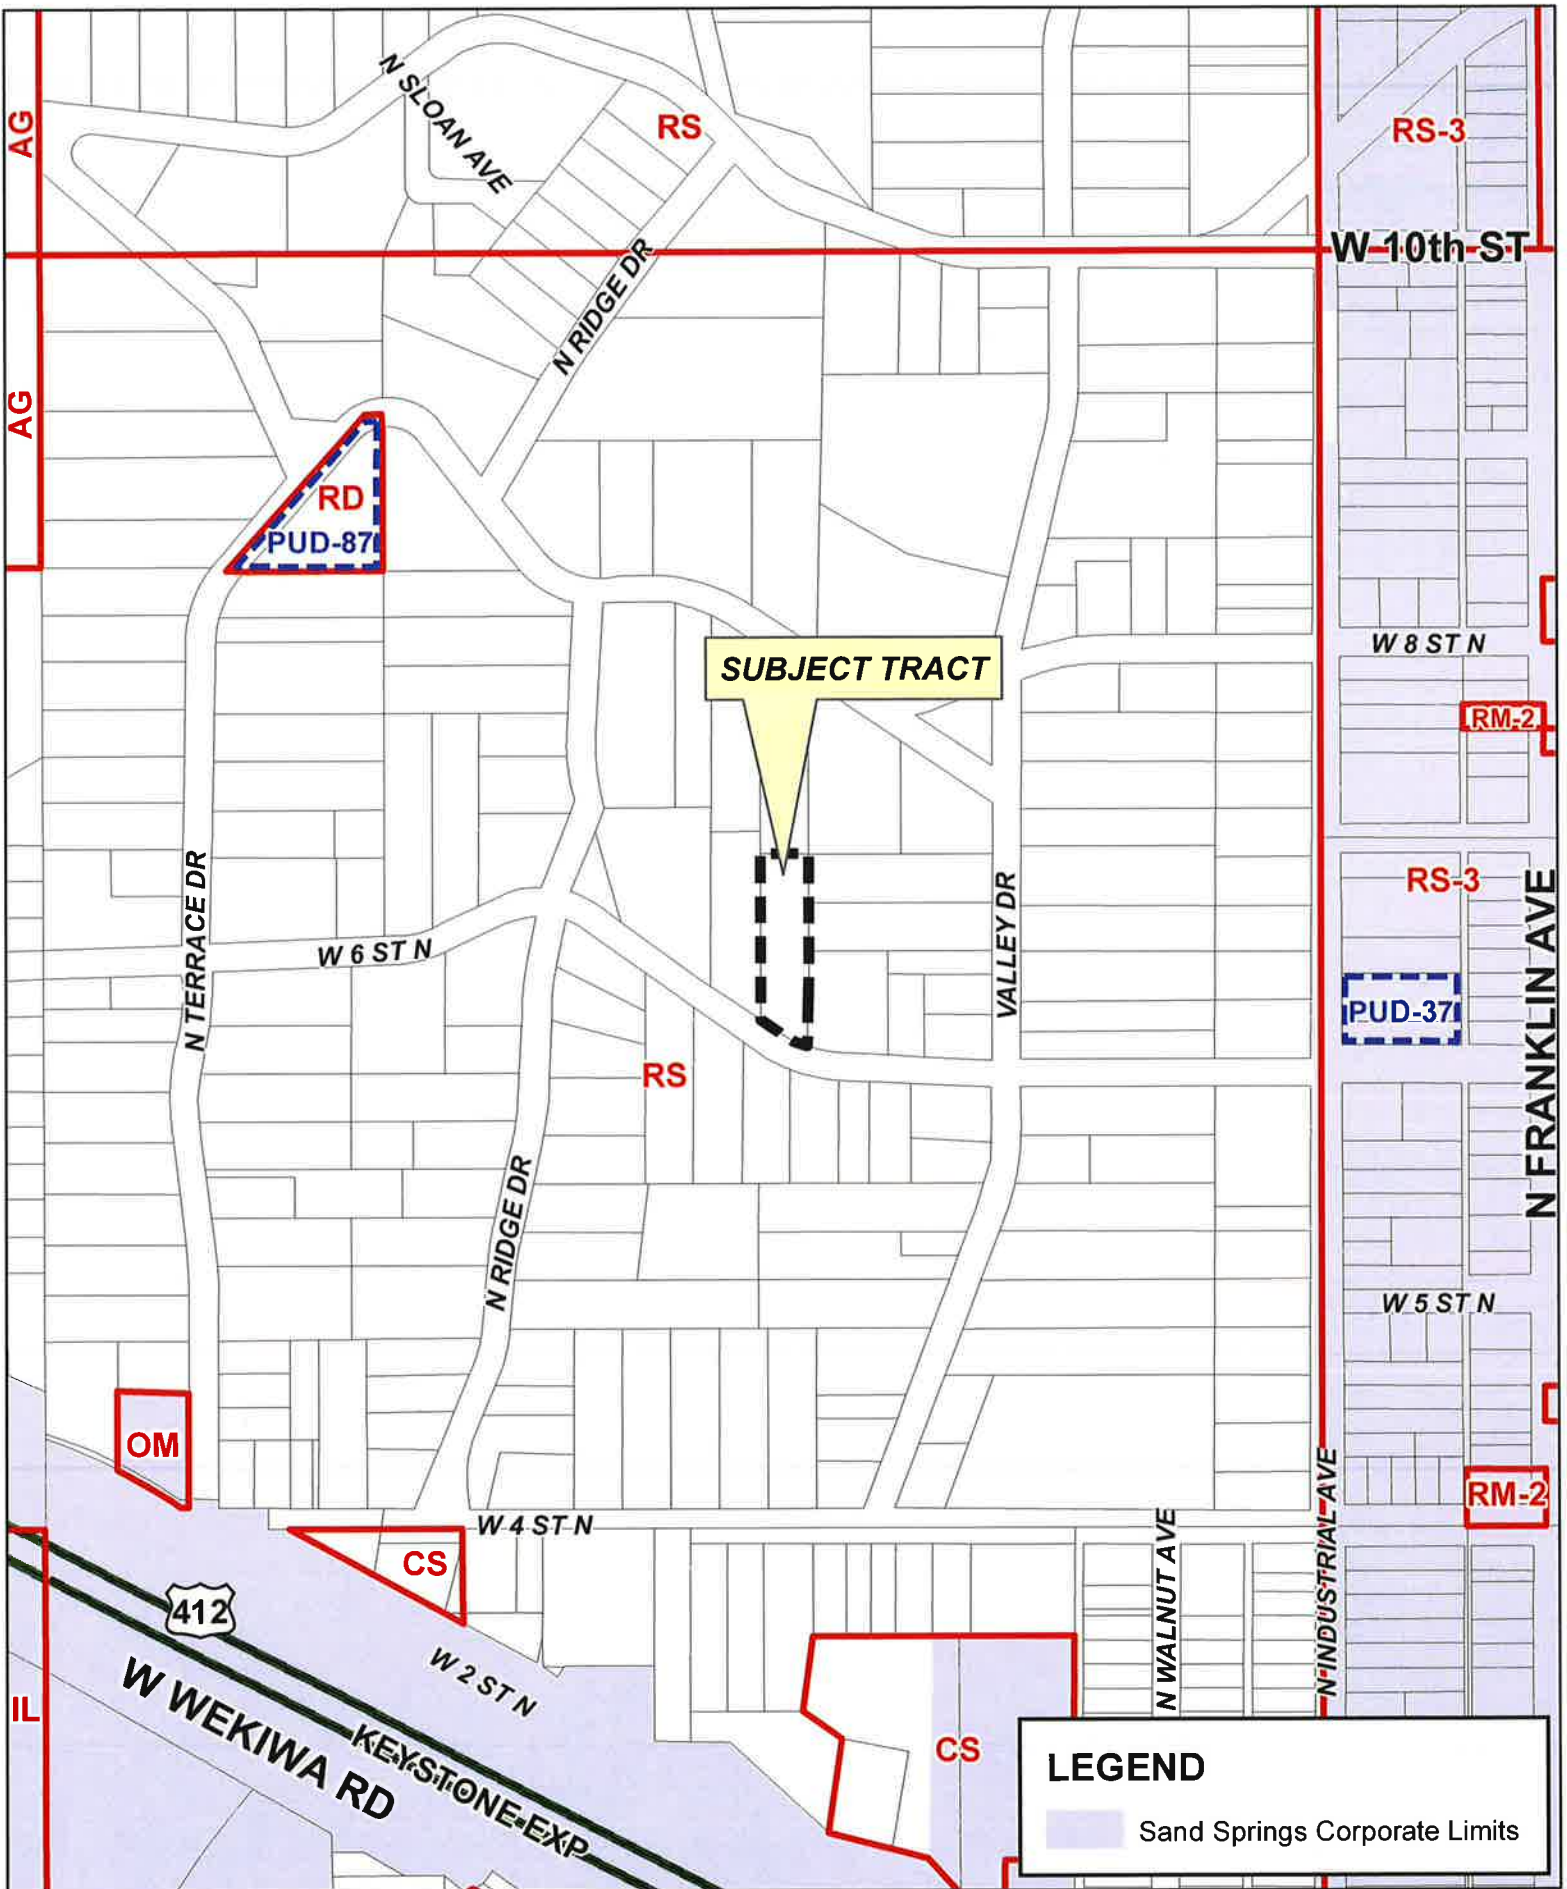 N SLOAN AVE
RS
RS-3
AG
W 10th ST
N RIDGE DR
AG
RD
PUD-87
W 8 ST N
SUBJECT TRACT
RM-2
RS-3
N TERRACE DR
VALLEY DR
N FRANKLIN AVE
W 6 ST N
PUD-37
RS
N RIDGE DR
W 5 ST N
OM
RM-2
W 4 ST N
CS
N WALNUT AVE
N INDUSTRIAL AVE
412
W 2 ST N
IL
W WEKIWA RD
KEYSTONE EXP
CS
LEGEND
Sand Springs Corporate Limits